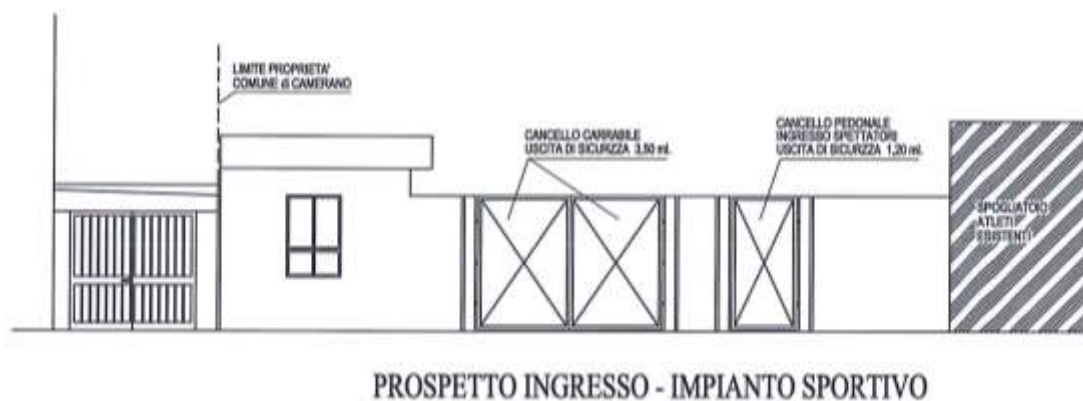 LIMITE PROPRIETA'
COMUNE di CAMERANO
CANCELLO CARRABILE
USCITA DI SICURZZA 3,50 ml.
CANCELLO PEDONALE
INGRESSO SPETTATORI
USCITA DI SICURZZA 1,20 ml.
SPOGLIATOIO
ATLETI
ESISTENTI
PROSPETTO INGRESSO - IMPIANTO SPORTIVO